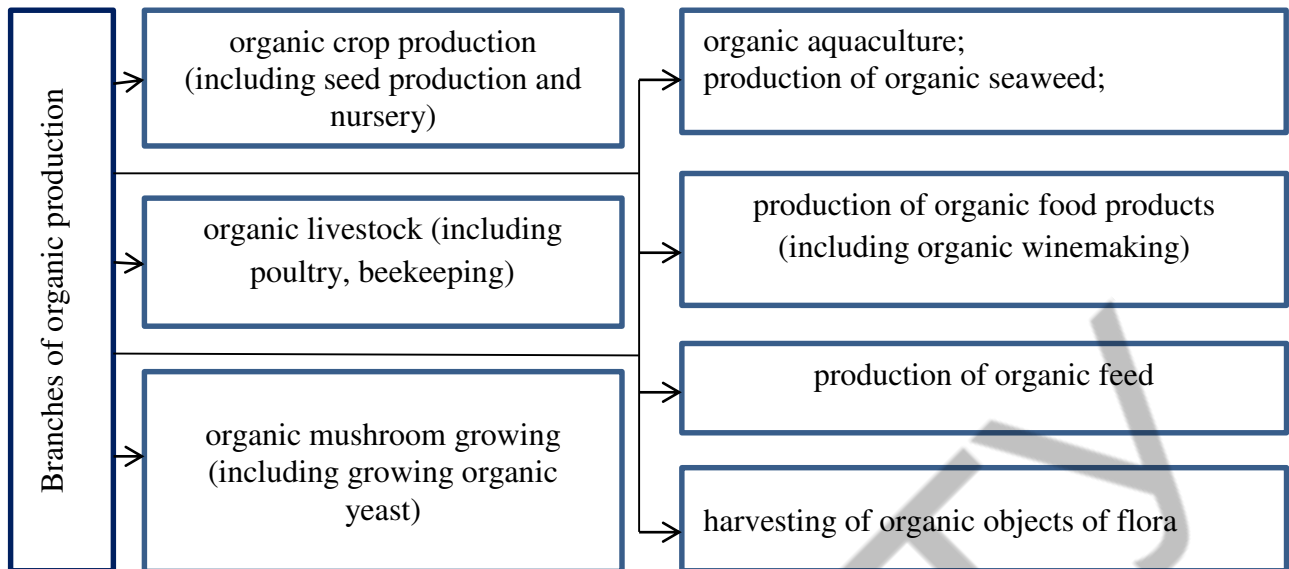 Branches of organic production
organic crop production
(including seed production and
nursery)
organic livestock (including
poultry, beekeeping)
organic mushroom growing
(including growing organic
yeast)
organic aquaculture;
production of organic seaweed;
production of organic food products
(including organic winemaking)
production of organic feed
harvesting of organic objects of flora